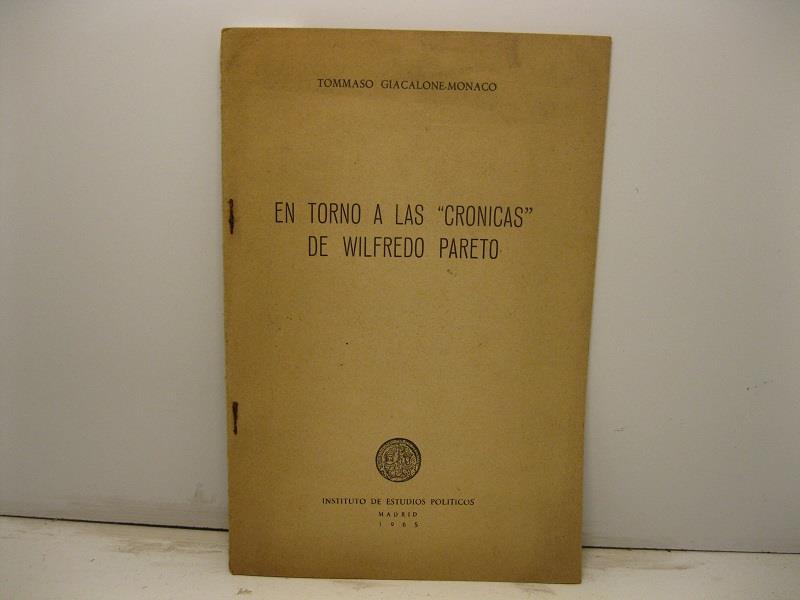 TOMMASO GIACALONE-MONACO
EN TORNO A LAS “CRONICAS”
DE WILFREDO PARETO
INSTITUTO DE ESTUDIOS POLITICOS
MADRID
1965